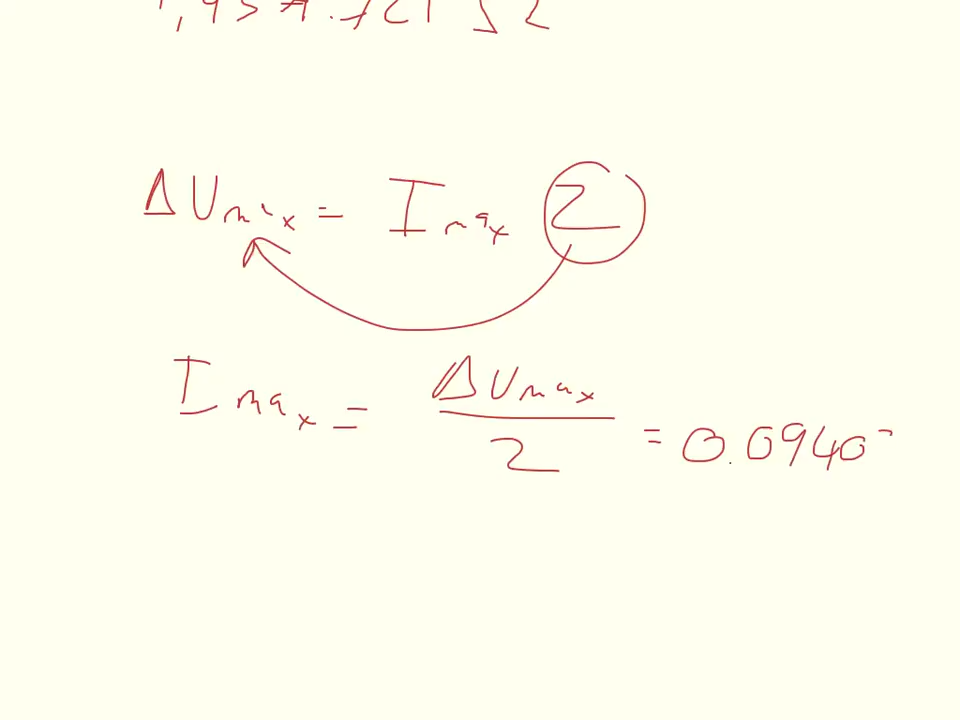 ΔUmax = Imax Z
Imax = ΔUmax / Z = 0.0940